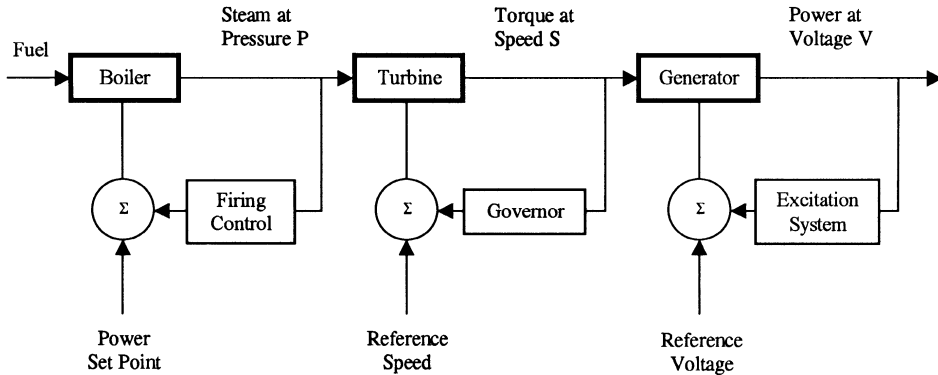 Steam at
Pressure P
Torque at
Speed S
Power at
Voltage V
Fuel
Boiler
Turbine
Generator
Σ
Firing
Control
Σ
Governor
Σ
Excitation
System
Power
Set Point
Reference
Speed
Reference
Voltage